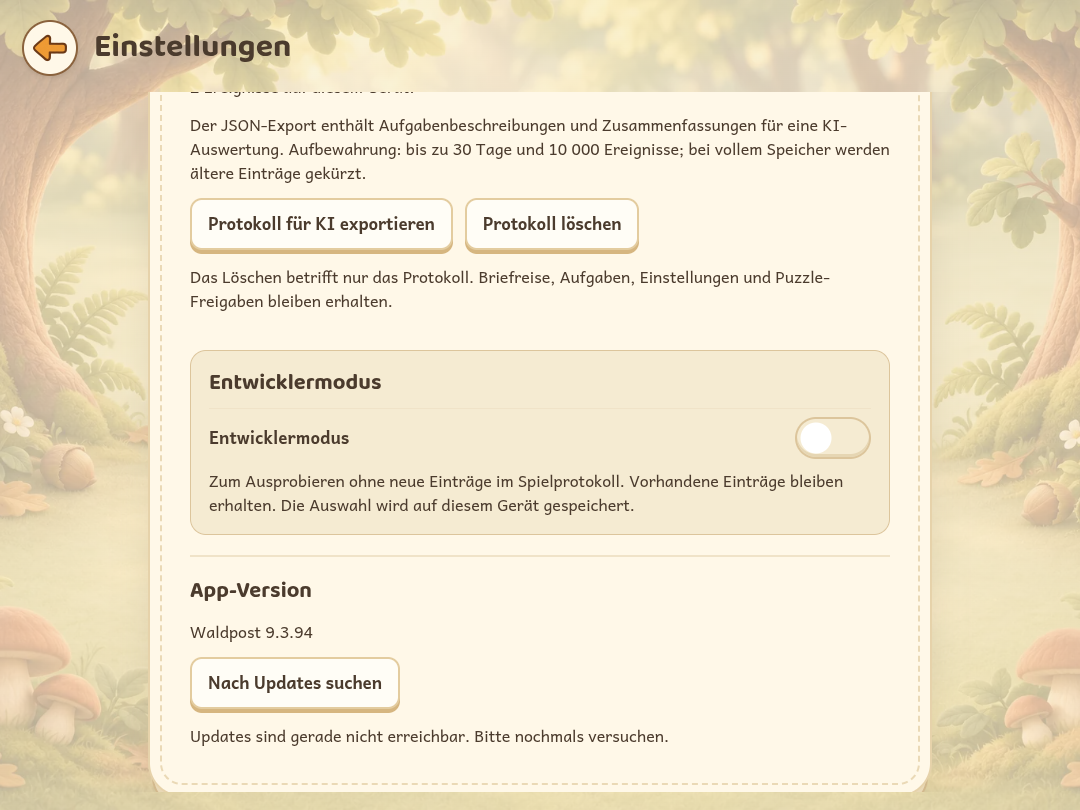 Einstellungen
Der JSON-Export enthält Aufgabenbeschreibungen und Zusammenfassungen für eine KI-
Auswertung. Aufbewahrung: bis zu 30 Tage und 10 000 Ereignisse; bei vollem Speicher werden
ältere Einträge gekürzt.
Protokoll für KI exportieren
Protokoll löschen
Das Löschen betrifft nur das Protokoll. Briefreise, Aufgaben, Einstellungen und Puzzle-
Freigaben bleiben erhalten.
Entwicklermodus
Entwicklermodus
Zum Ausprobieren ohne neue Einträge im Spielprotokoll. Vorhandene Einträge bleiben
erhalten. Die Auswahl wird auf diesem Gerät gespeichert.
App-Version
Waldpost 9.3.94
Nach Updates suchen
Updates sind gerade nicht erreichbar. Bitte nochmals versuchen.